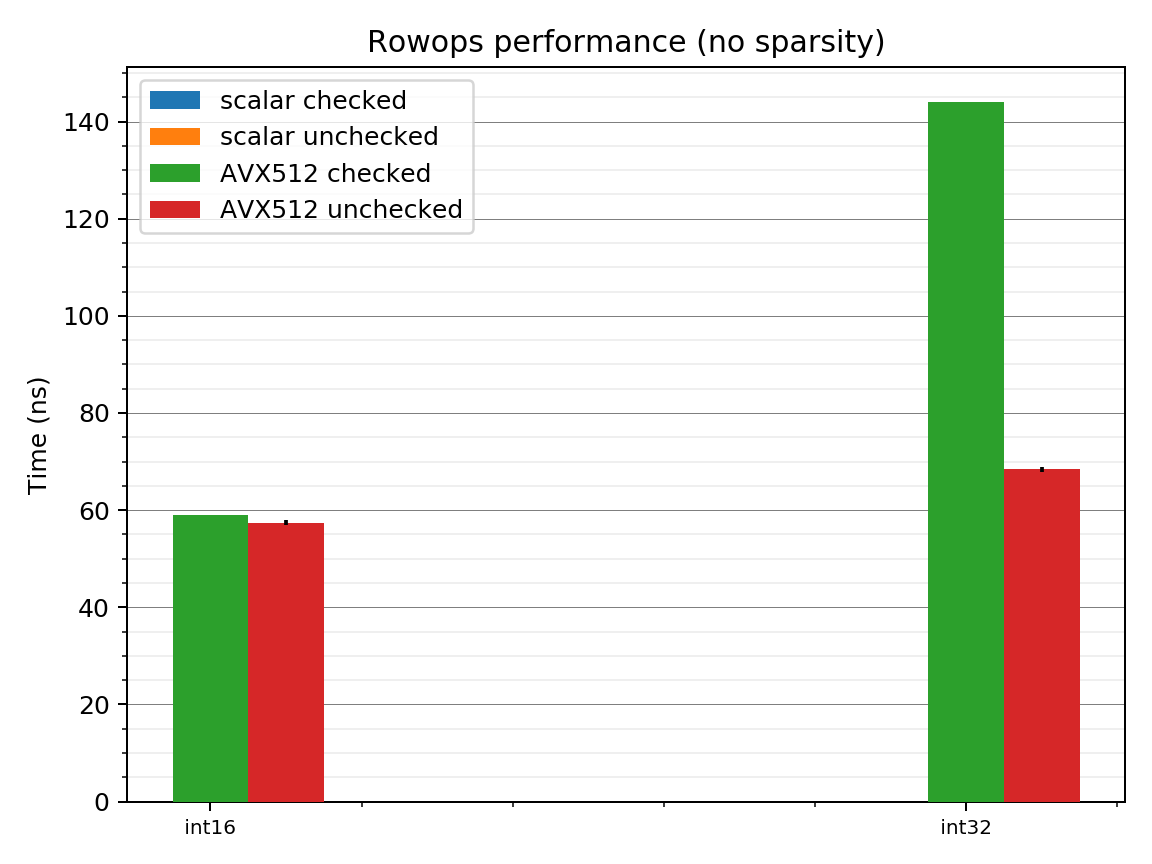 Rowops performance (no sparsity)
scalar checked
scalar unchecked
AVX512 checked
AVX512 unchecked
Time (ns)
140
120
100
80
60
40
20
0
int16
int32